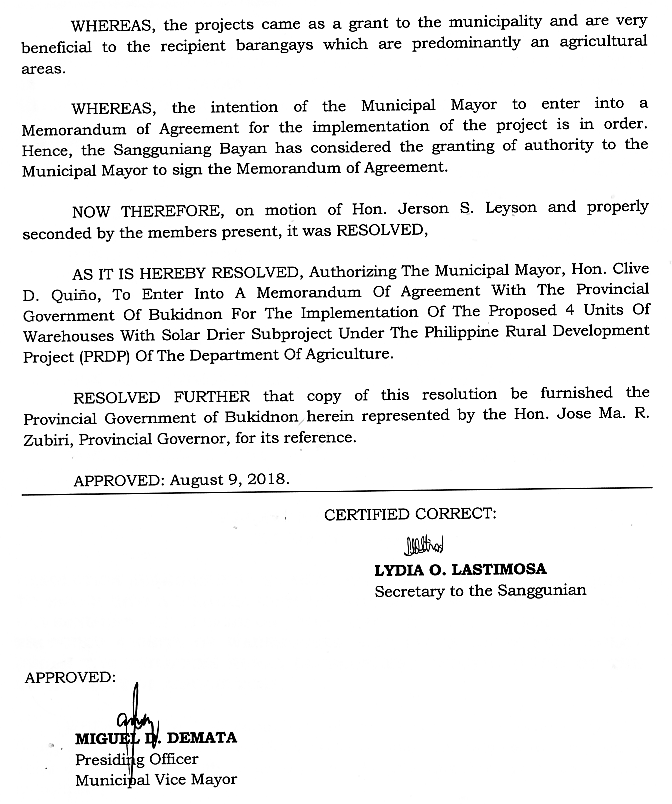 WHEREAS, the projects came as a grant to the municipality and are very
beneficial to the recipient barangays which are predominantly an agricultural
areas.
WHEREAS, the intention of the Municipal Mayor to enter into a
Memorandum of Agreement for the implementation of the project is in order.
Hence, the Sangguniang Bayan has considered the granting of authority to the
Municipal Mayor to sign the Memorandum of Agreement.
NOW THEREFORE, on motion of Hon. Jerson S. Leyson and properly
seconded by the members present, it was RESOLVED,
AS IT IS HEREBY RESOLVED, Authorizing The Municipal Mayor, Hon. Clive
D. Quiño, To Enter Into A Memorandum Of Agreement With The Provincial
Government Of Bukidnon For The Implementation Of The Proposed 4 Units Of
Warehouses With Solar Drier Subproject Under The Philippine Rural Development
Project (PRDP) Of The Department Of Agriculture.
RESOLVED FURTHER that copy of this resolution be furnished the
Provincial Government of Bukidnon herein represented by the Hon. Jose Ma. R.
Zubiri, Provincial Governor, for its reference.
APPROVED: August 9, 2018.
CERTIFIED CORRECT:
LYDIA O. LASTIMOSA
Secretary to the Sanggunian
APPROVED:
MIGUEL D. DEMATA
Presiding Officer
Municipal Vice Mayor